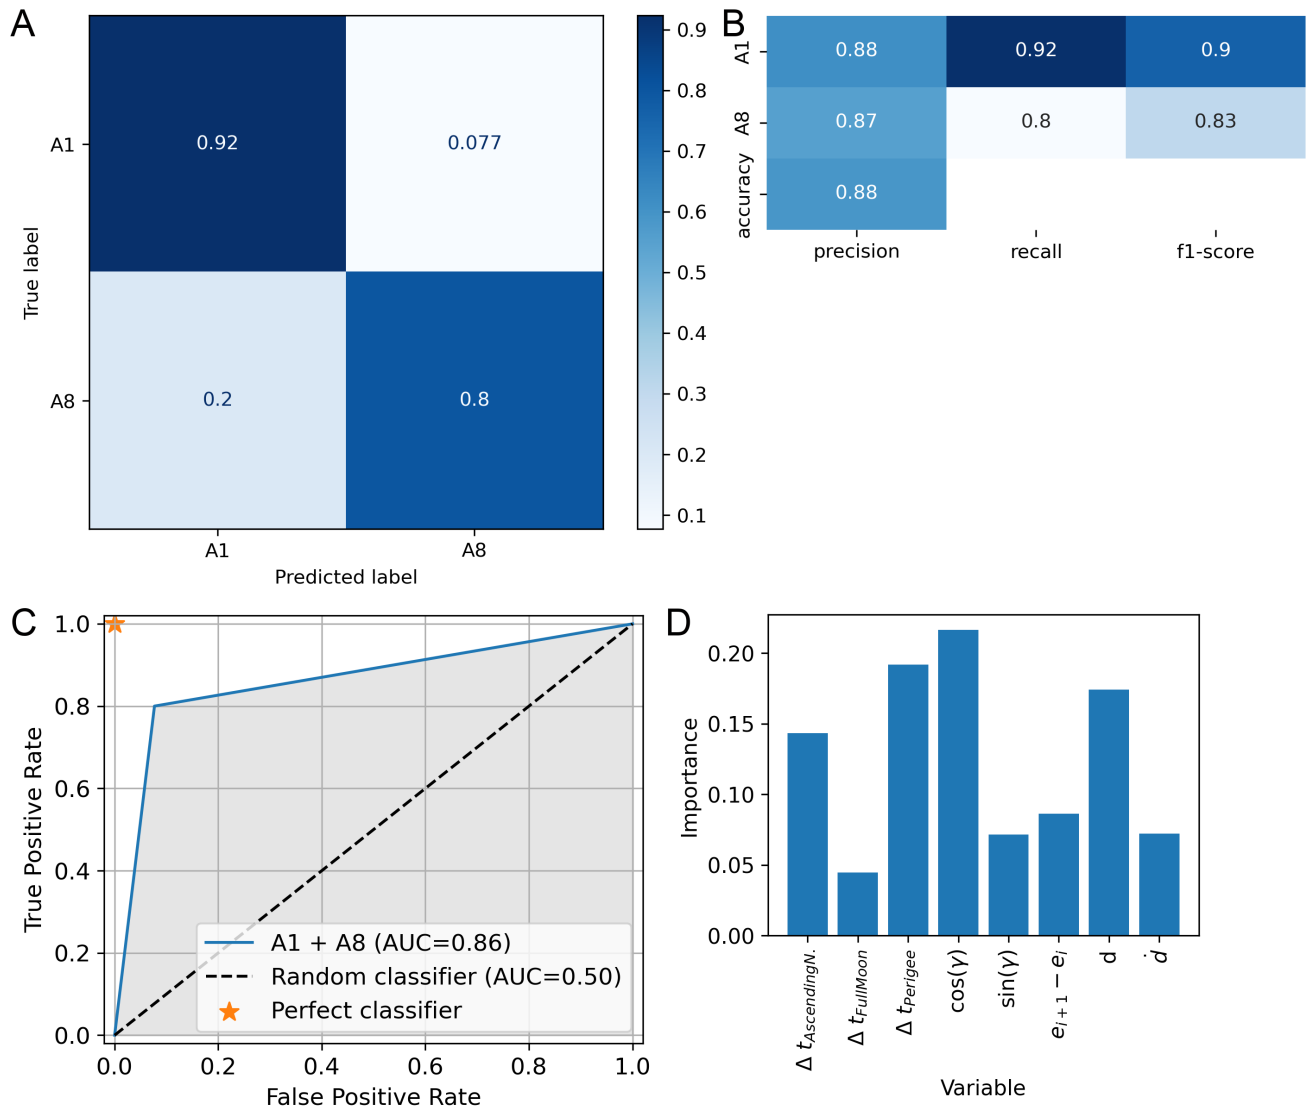 A
True label
A1
0.92
0.077
A8
0.2
0.8
A1
A8
Predicted label
0.9
0.8
0.7
0.6
0.5
0.4
0.3
0.2
0.1
B
A1
0.88
0.92
0.9
A8
0.87
0.8
0.83
accuracy
0.88
precision
recall
f1-score
C
True Positive Rate
1.0
0.8
0.6
0.4
0.2
0.0
A1 + A8 (AUC=0.86)
Random classifier (AUC=0.50)
Perfect classifier
0.0
0.2
0.4
0.6
0.8
1.0
False Positive Rate
D
Importance
0.20
0.15
0.10
0.05
0.00
Δ t_AscendingN.
Δ t_FullMoon
Δ t_Perigee
cos(γ)
sin(γ)
e_{l+1} − e_l
d
ḋ
Variable